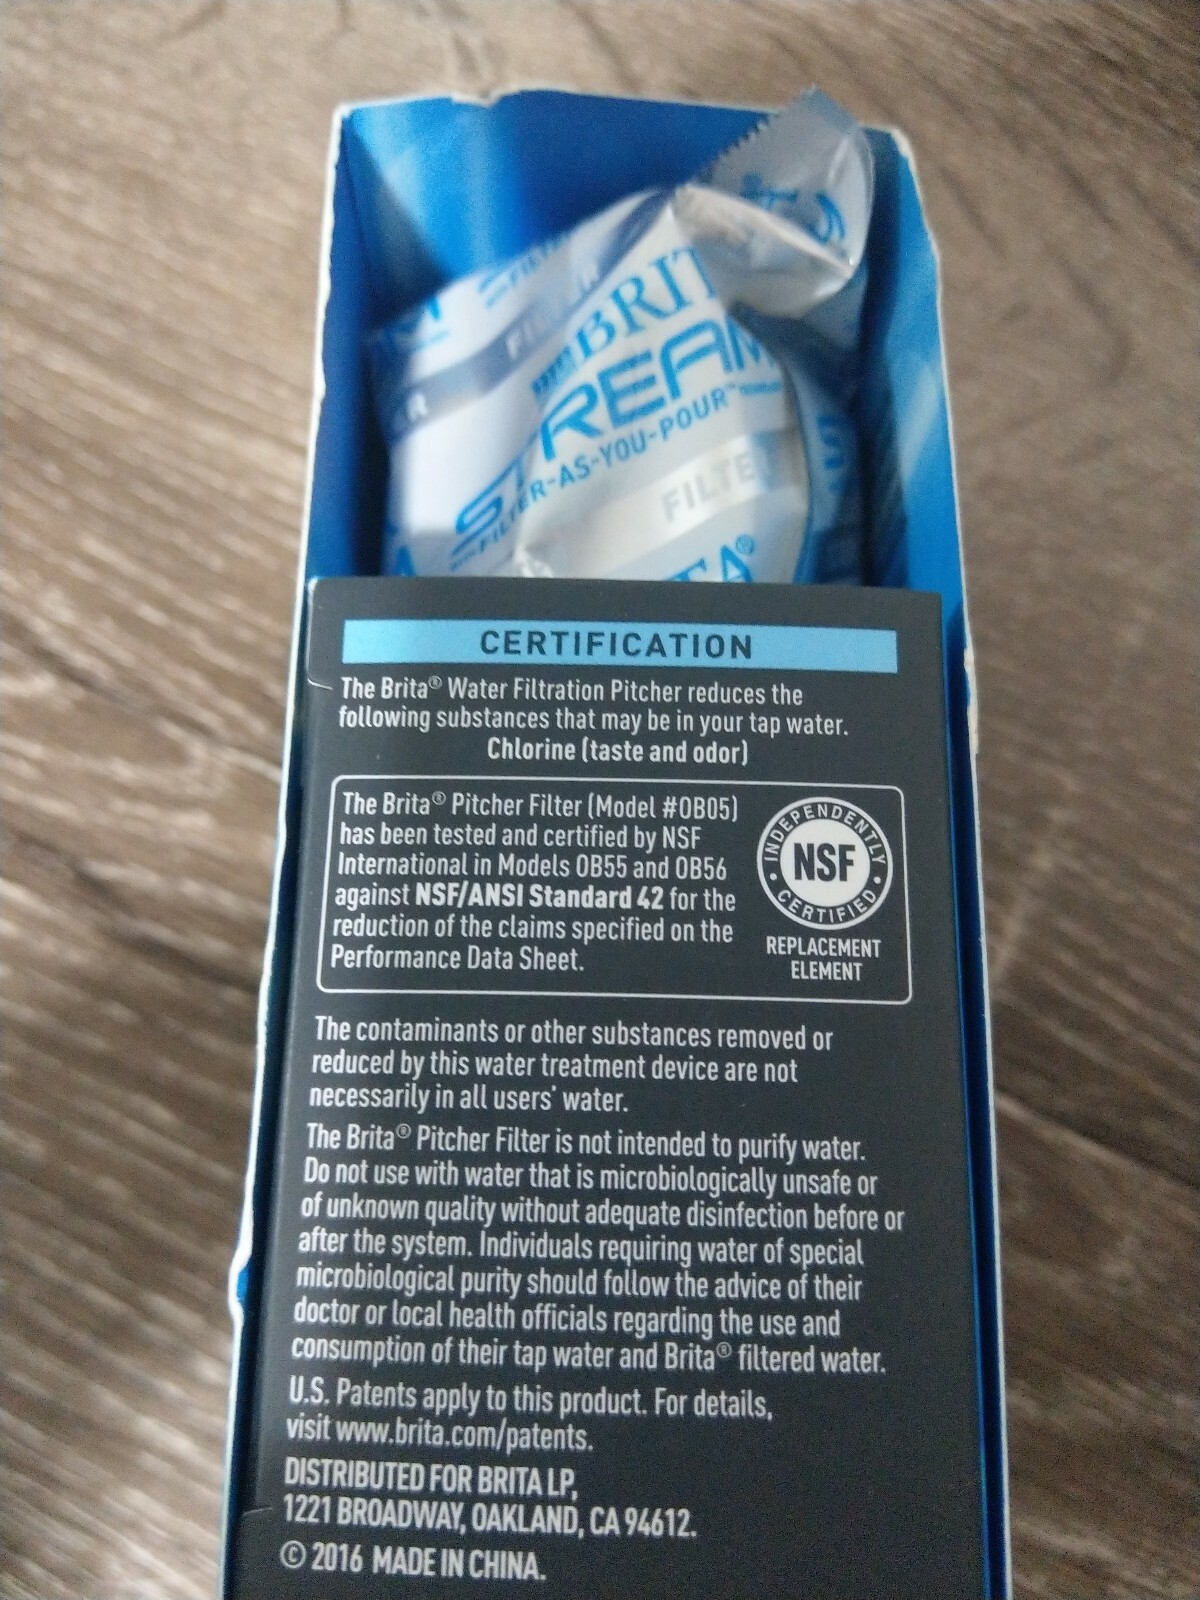 BRIT
STREAM
FILTER-AS-YOU-POUR™
FILTE
CERTIFICATION
The Brita® Water Filtration Pitcher reduces the
following substances that may be in your tap water.
Chlorine (taste and odor)
The Brita® Pitcher Filter (Model #OB05)
has been tested and certified by NSF
International in Models OB55 and OB56
against NSF/ANSI Standard 42 for the
reduction of the claims specified on the
Performance Data Sheet.
INDEPENDENTLY
NSF
CERTIFIED
REPLACEMENT
ELEMENT
The contaminants or other substances removed or
reduced by this water treatment device are not
necessarily in all users' water.
The Brita® Pitcher Filter is not intended to purify water.
Do not use with water that is microbiologically unsafe or
of unknown quality without adequate disinfection before or
after the system. Individuals requiring water of special
microbiological purity should follow the advice of their
doctor or local health officials regarding the use and
consumption of their tap water and Brita® filtered water.
U.S. Patents apply to this product. For details,
visit www.brita.com/patents.
DISTRIBUTED FOR BRITA LP,
1221 BROADWAY, OAKLAND, CA 94612.
© 2016 MADE IN CHINA.